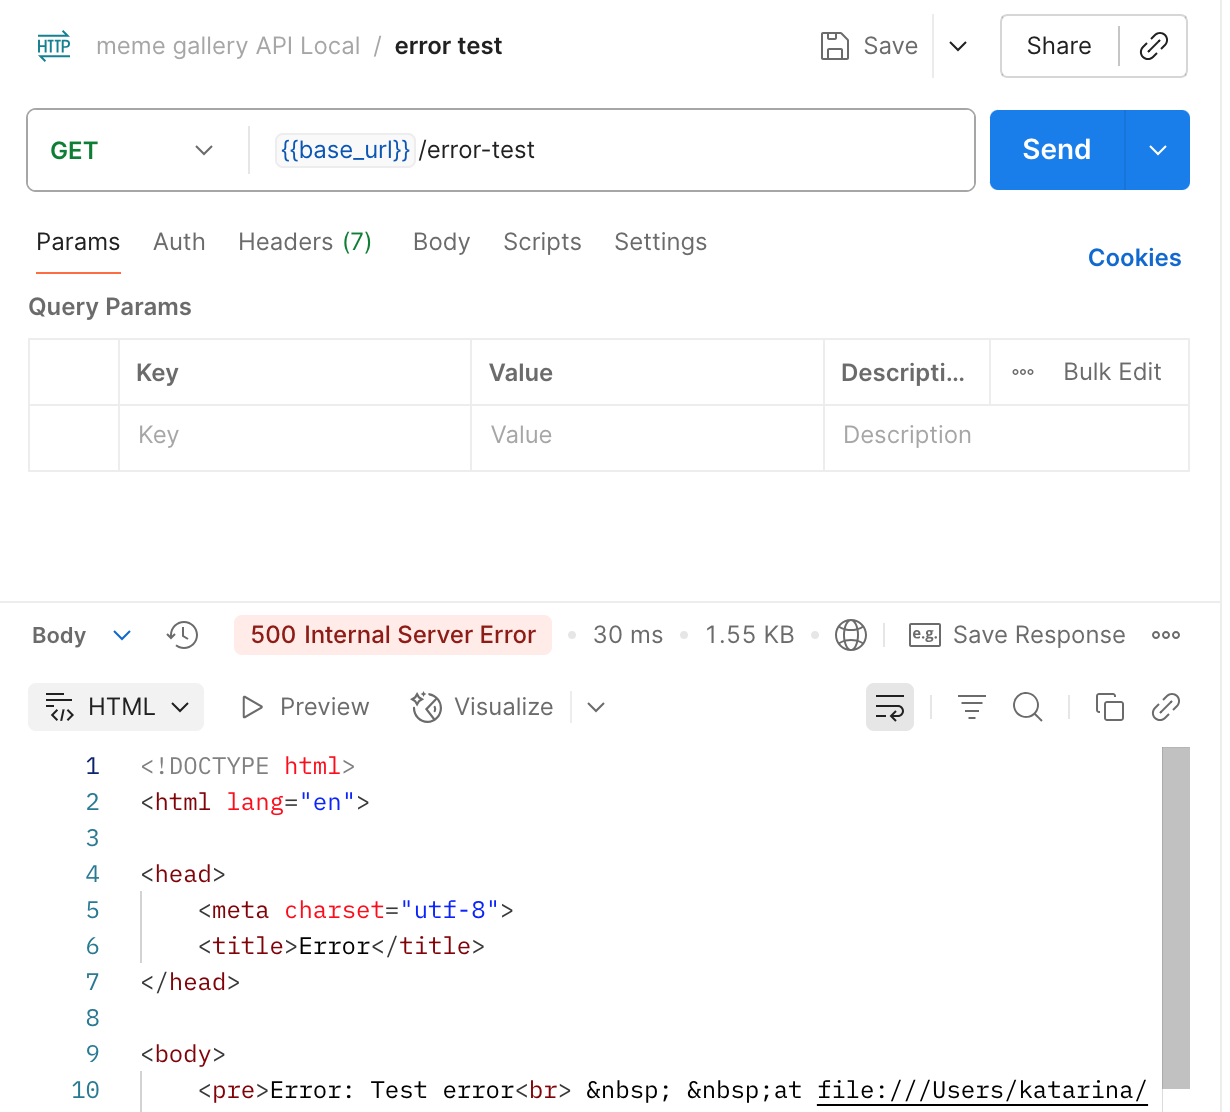 HTTP meme gallery API Local / error test Save Share
GET {{base_url}} /error-test Send
Params Auth Headers (7) Body Scripts Settings Cookies
Query Params
Key Value Descripti... Bulk Edit
Key Value Description
Body 500 Internal Server Error 30 ms 1.55 KB e.g. Save Response
HTML Preview Visualize
1 <!DOCTYPE html>
2 <html lang="en">
3
4 <head>
5 <meta charset="utf-8">
6 <title>Error</title>
7 </head>
8
9 <body>
10 <pre>Error: Test error<br> &nbsp; &nbsp;at file:///Users/katarina/